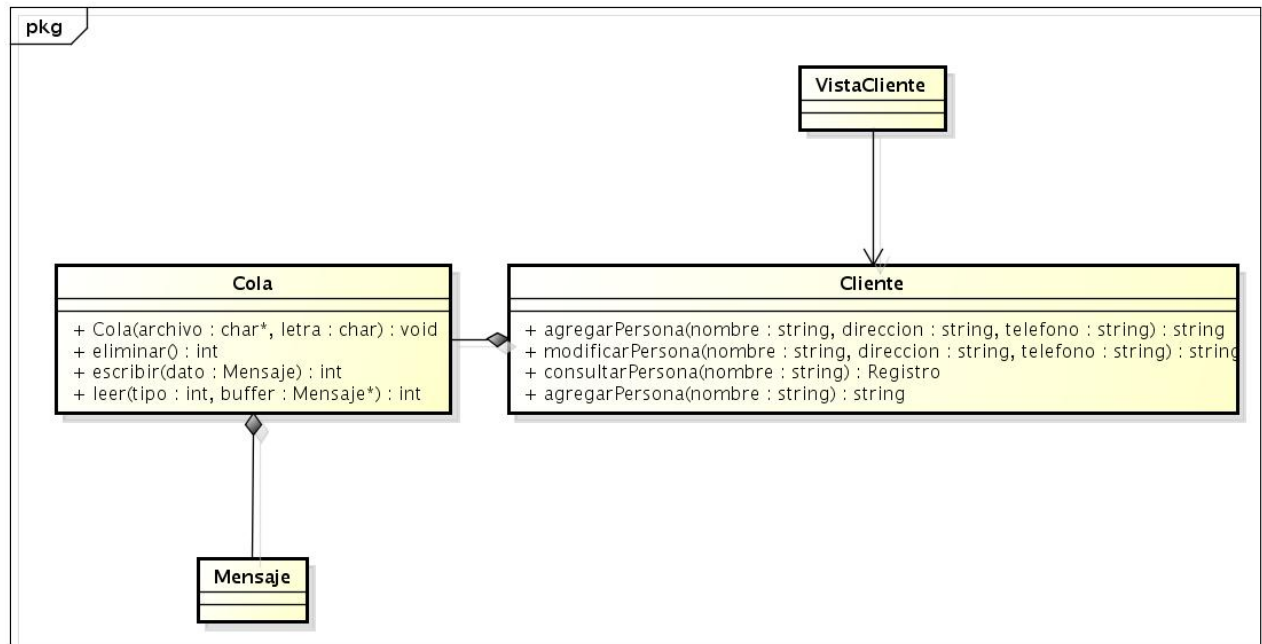 pkg
VistaCliente
Cola
+ Cola(archivo : char*, letra : char) : void
+ eliminar() : int
+ escribir(dato : Mensaje) : int
+ leer(tipo : int, buffer : Mensaje*) : int
Cliente
+ agregarPersona(nombre : string, direccion : string, telefono : string) : string
+ modificarPersona(nombre : string, direccion : string, telefono : string) : string
+ consultarPersona(nombre : string) : Registro
+ agregarPersona(nombre : string) : string
Mensaje